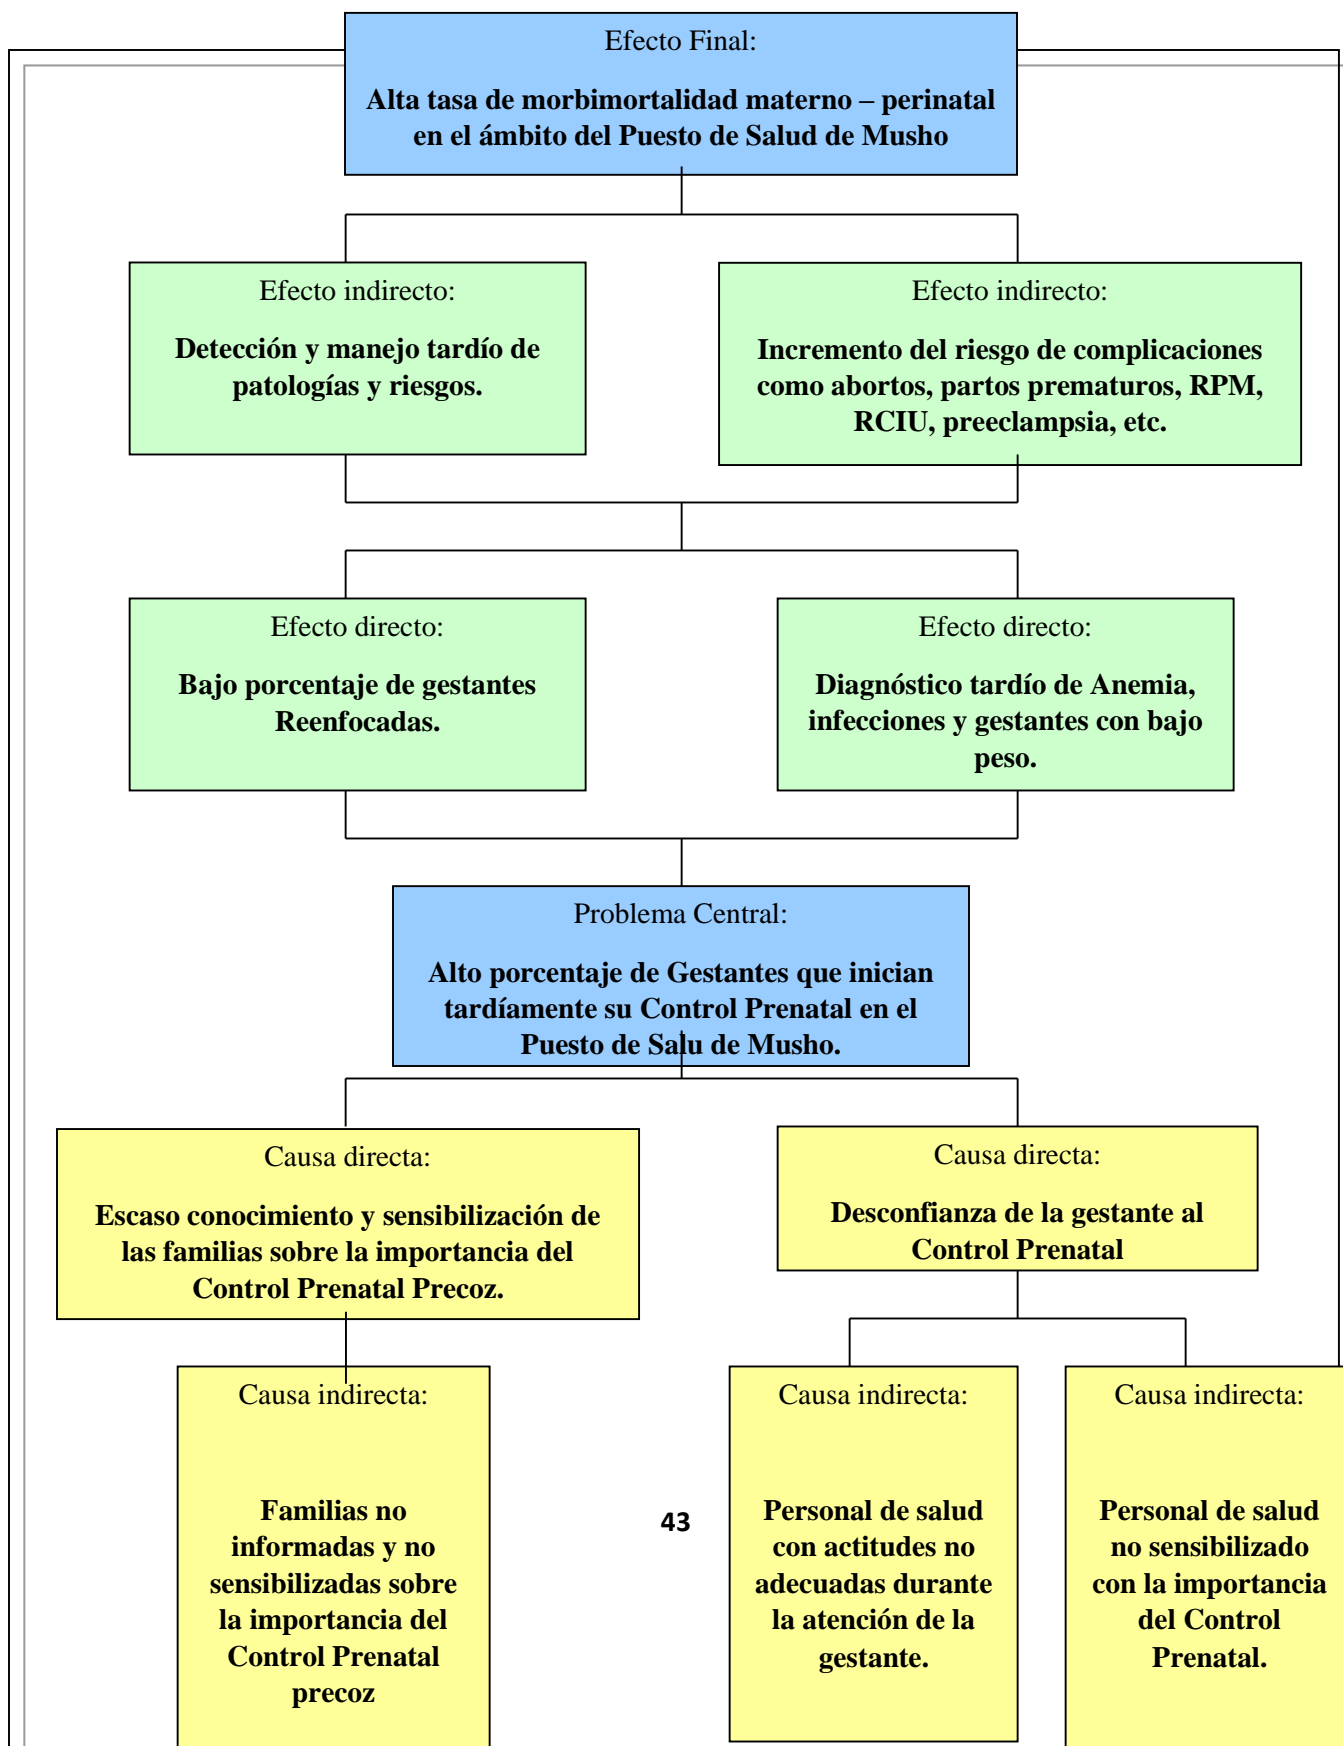 Efecto Final:
Alta tasa de morbimortalidad materno – perinatal
en el ámbito del Puesto de Salud de Musho
Efecto indirecto:
Detección y manejo tardío de
patologías y riesgos.
Efecto indirecto:
Incremento del riesgo de complicaciones
como abortos, partos prematuros, RPM,
RCIU, preeclampsia, etc.
Efecto directo:
Bajo porcentaje de gestantes
Reenfocadas.
Efecto directo:
Diagnóstico tardío de Anemia,
infecciones y gestantes con bajo
peso.
Problema Central:
Alto porcentaje de Gestantes que inician
tardíamente su Control Prenatal en el
Puesto de Salu de Musho.
Causa directa:
Escaso conocimiento y sensibilización de
las familias sobre la importancia del
Control Prenatal Precoz.
Causa directa:
Desconfianza de la gestante al
Control Prenatal
Causa indirecta:
Familias no
informadas y no
sensibilizadas sobre
la importancia del
Control Prenatal
precoz
43
Causa indirecta:
Personal de salud
con actitudes no
adecuadas durante
la atención de la
gestante.
Causa indirecta:
Personal de salud
no sensibilizado
con la importancia
del Control
Prenatal.